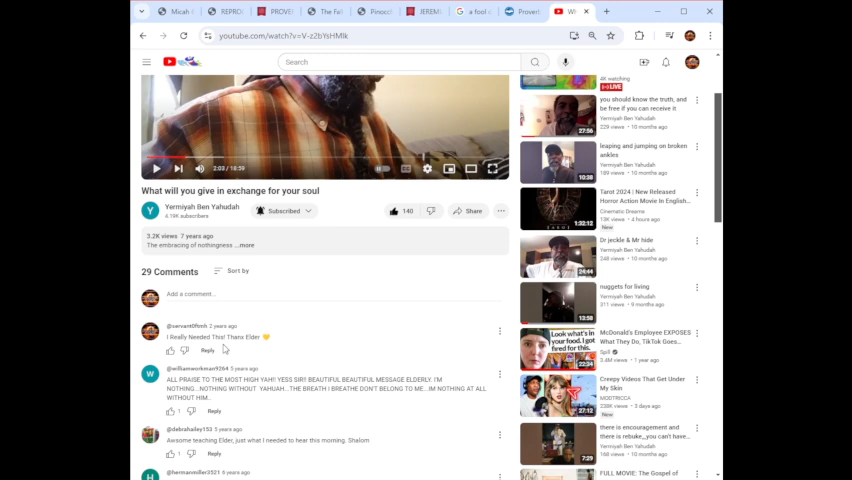 Micah
REPRO
PROVER
The Fai
Pinocc
JEREMI
a fool
Proverb
youtube.com/watch?v=V-z2bYsHMlk
Search
2:03 / 18:59
What will you give in exchange for your soul
Yermiyah Ben Yahudah
4.19K subscribers
Subscribed
140
Share
3.2K views 7 years ago
The embracing of nothingness ...more
29 Comments
Sort by
Add a comment...
@servant0ftmh 2 years ago
I Really Needed This! Thanx Elder 💛
Reply
@williamworkman9264 5 years ago
ALL PRAISE TO THE MOST HIGH YAH!! YESS SIR!! BEAUTIFUL BEAUTIFUL MESSAGE ELDERLY. I'M
NOTHING...NOTHING WITHOUT YAHUAH...THE BREATH I BREATHE DON'T BELONG TO ME...IM NOTHING AT ALL
WITHOUT HIM..
1 Reply
@debrahailey153 5 years ago
Awsome teaching Elder, just what I needed to hear this morning. Shalom
1 Reply
@hermanmiller3521 6 years ago
4K watching
LIVE
you should know the truth, and
be free if you can receive it
Yermiyah Ben Yahudah
229 views • 10 months ago
27:56
leaping and jumping on broken
ankles
Yermiyah Ben Yahudah
189 views • 10 months ago
10:38
Tarot 2024 | New Released
Horror Action Movie In English...
Cinematic Dreams
13K views • 4 hours ago
New
1:32:12
Dr jeckle & Mr hide
Yermiyah Ben Yahudah
248 views • 10 months ago
24:44
nuggets for living
Yermiyah Ben Yahudah
311 views • 9 months ago
13:58
McDonald's Employee EXPOSES
What They Do, TikTok Goes...
Spill
3.4M views • 1 year ago
Look what's in
your food. I got
fired for this.
22:34
Creepy Videos That Get Under
My Skin
MOOTRICCA
238K views • 3 days ago
New
27:12
there is encouragement and
there is rebuke,,,you can't have...
Yermiyah Ben Yahudah
168 views • 10 months ago
7:29
FULL MOVIE: The Gospel of